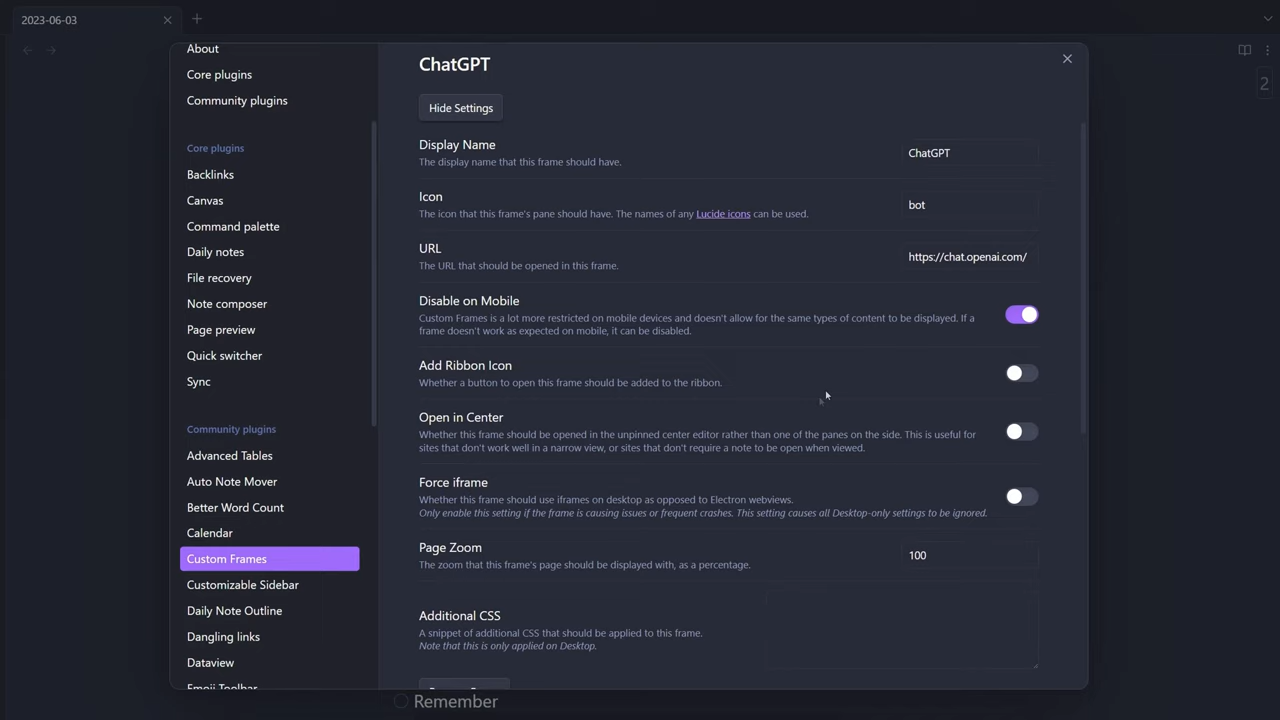 2023-06-03
2
About
Core plugins
Community plugins
Core plugins
Backlinks
Canvas
Command palette
Daily notes
File recovery
Note composer
Page preview
Quick switcher
Sync
Community plugins
Advanced Tables
Auto Note Mover
Better Word Count
Calendar
Custom Frames
Customizable Sidebar
Daily Note Outline
Dangling links
Dataview
Emoji Toolbar
ChatGPT
Hide Settings
Display Name
The display name that this frame should have.
ChatGPT
Icon
The icon that this frame's pane should have. The names of any Lucide icons can be used.
bot
URL
The URL that should be opened in this frame.
https://chat.openai.com/
Disable on Mobile
Custom Frames is a lot more restricted on mobile devices and doesn't allow for the same types of content to be displayed. If a
frame doesn't work as expected on mobile, it can be disabled.
Add Ribbon Icon
Whether a button to open this frame should be added to the ribbon.
Open in Center
Whether this frame should be opened in the unpinned center editor rather than one of the panes on the side. This is useful for
sites that don't work well in a narrow view, or sites that don't require a note to be open when viewed.
Force iframe
Whether this frame should use iframes on desktop as opposed to Electron webviews.
Only enable this setting if the frame is causing issues or frequent crashes. This setting causes all Desktop-only settings to be ignored.
Page Zoom
The zoom that this frame's page should be displayed with, as a percentage.
100
Additional CSS
A snippet of additional CSS that should be applied to this frame.
Note that this is only applied on Desktop.
Remember